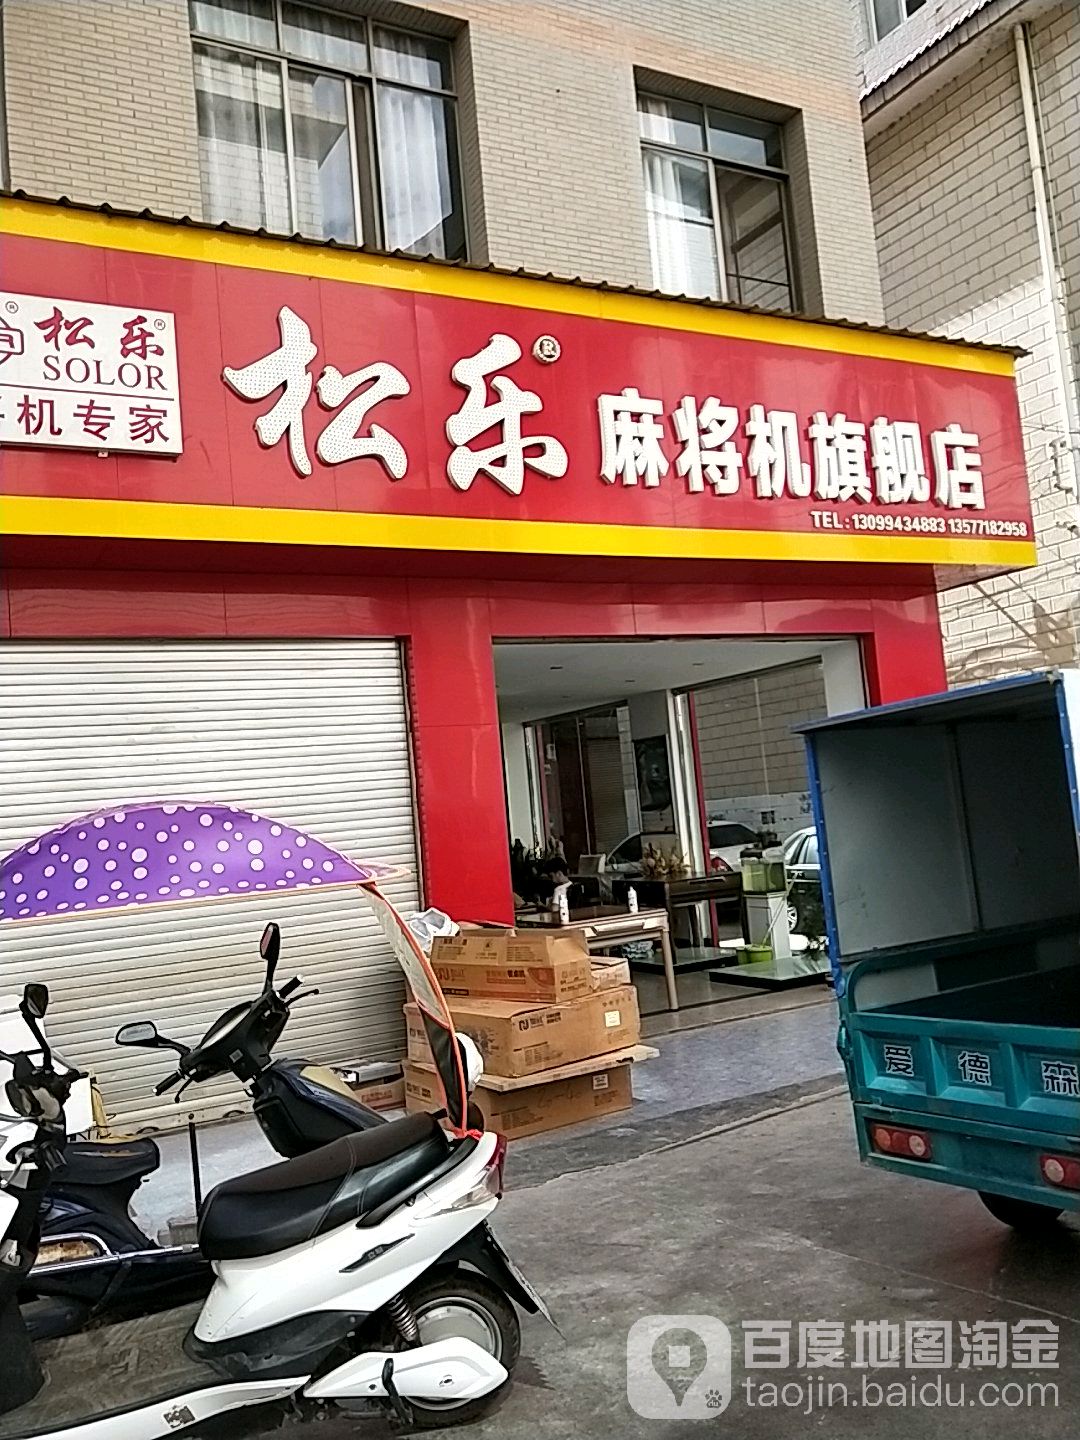 松乐
SOLOR
机专家
松乐®麻将机旗舰店
TEL:13099434883 13577182958
爱德森
百度地图淘金
taojin.baidu.com